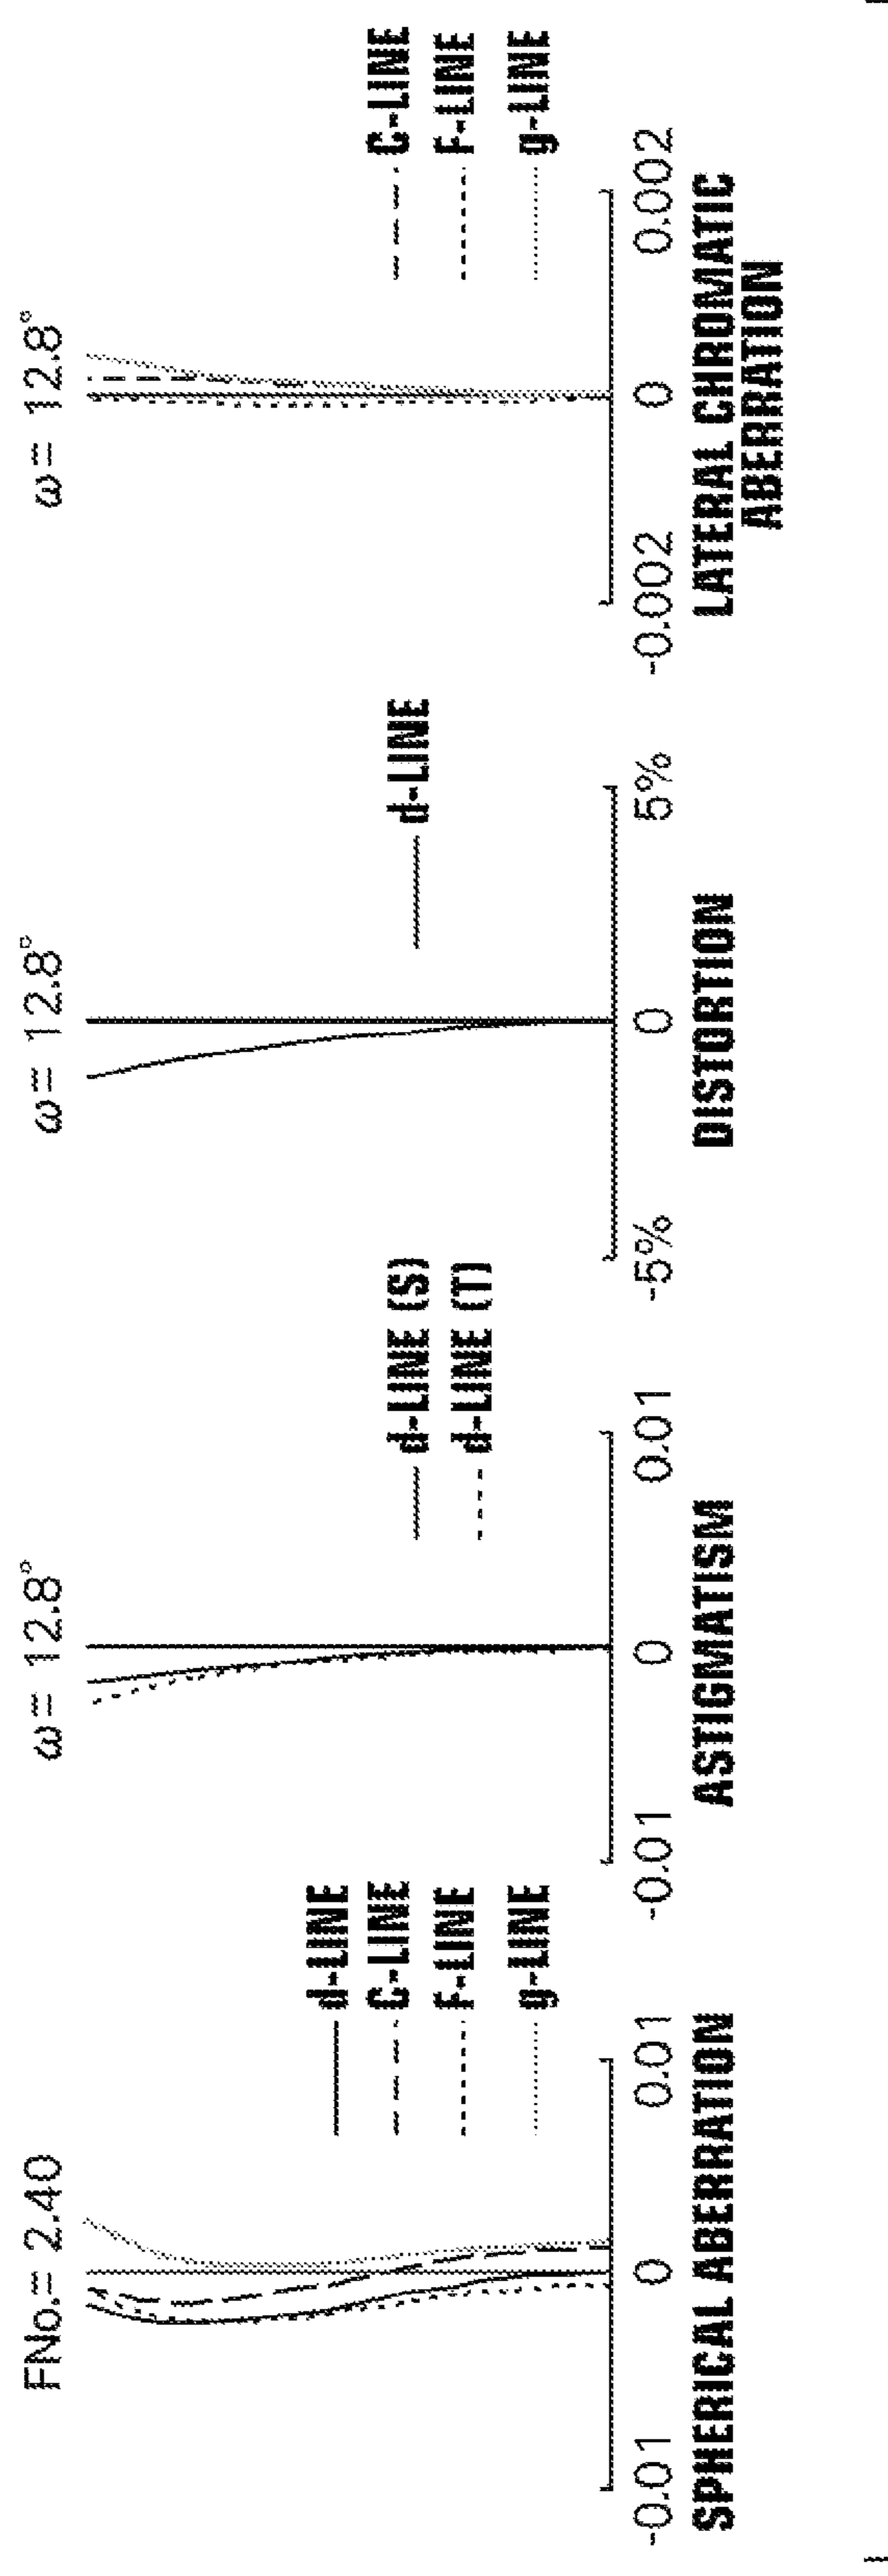 FNo.= 2.40
d-LINE
C-LINE
F-LINE
g-LINE
-0.01 0 0.01
SPHERICAL ABERRATION
ω= 12.8°
d-LINE (S)
d-LINE (T)
-0.01 0 0.01
ASTIGMATISM
ω= 12.8°
d-LINE
-5% 0 5%
DISTORTION
ω= 12.8°
C-LINE
F-LINE
g-LINE
-0.002 0 0.002
LATERAL CHROMATIC
ABERRATION